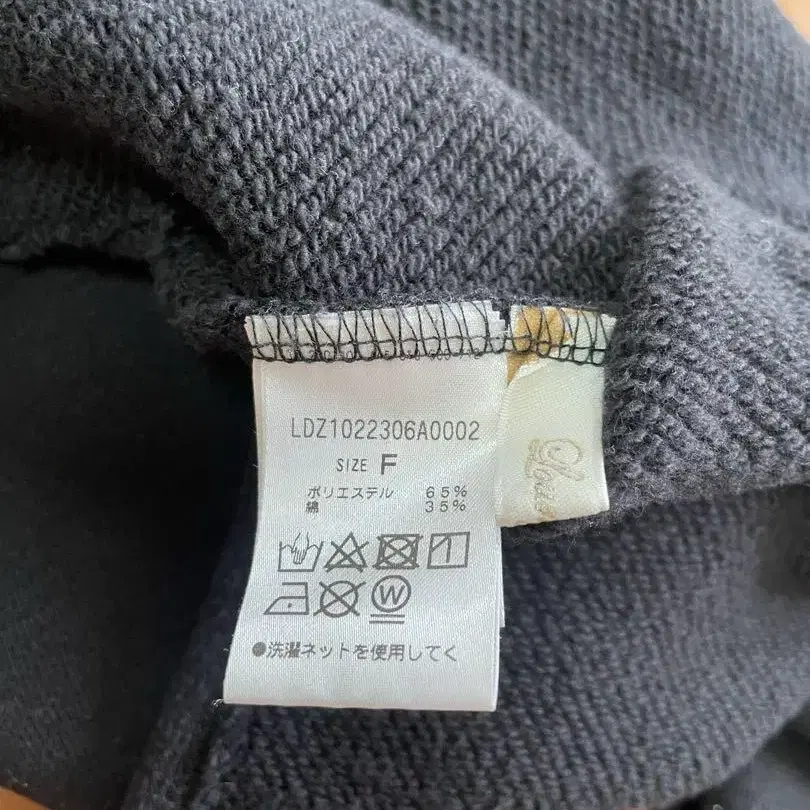 LDZ1022306A0002
SIZE F
ポリエステル 65%
綿 35%
W
●洗濯ネットを使用してく